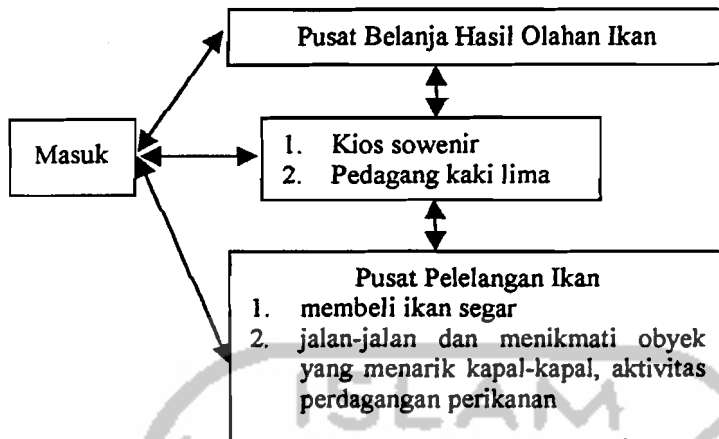 Pusat Belanja Hasil Olahan Ikan
Masuk
1. Kios sowenir
2. Pedagang kaki lima
Pusat Pelelangan Ikan
1. membeli ikan segar
2. jalan-jalan dan menikmati obyek
yang menarik kapal-kapal, aktivitas
perdagangan perikanan
ISLAM